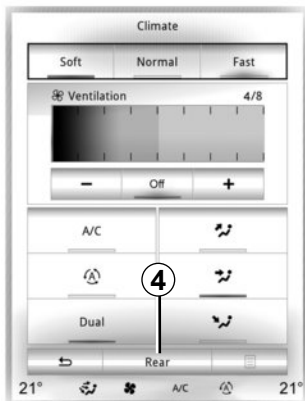 Climate
Soft Normal Fast
Ventilation 4/8
− Off +
A/C
A
4
Dual
Rear
21° A/C A 21°